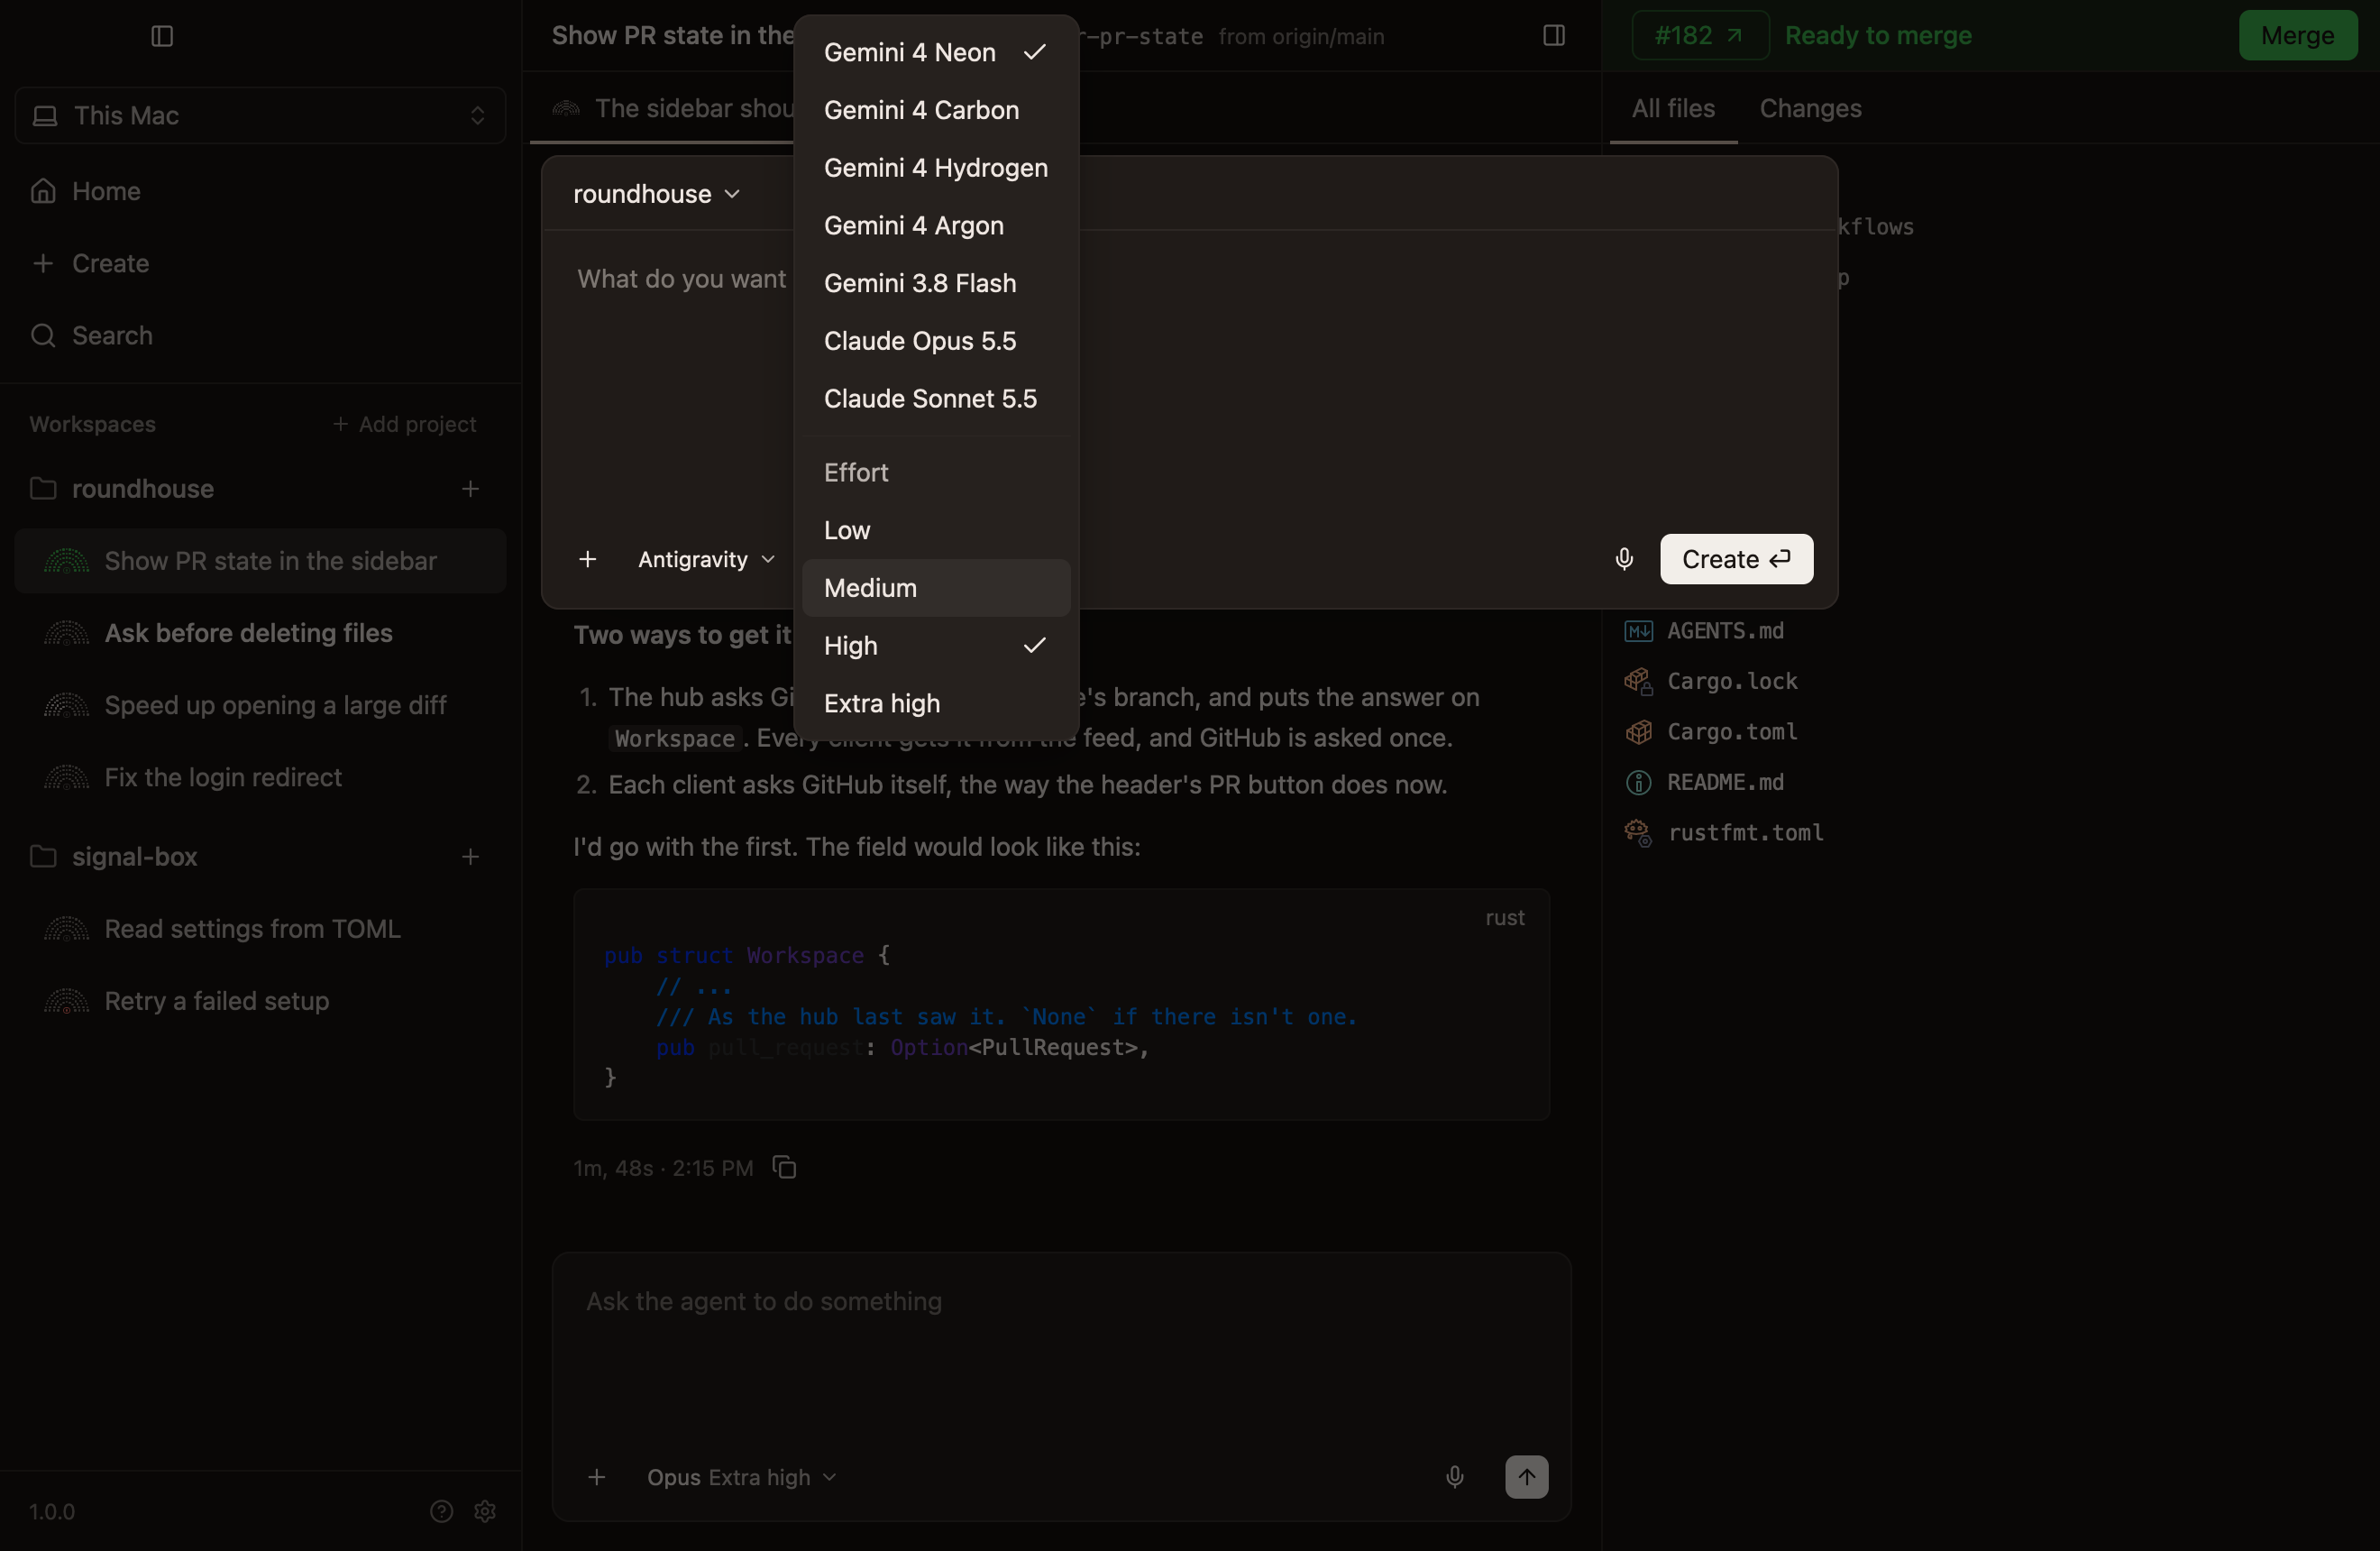 This Mac
Home
Create
Search
Workspaces
Add project
roundhouse
Show PR state in the sidebar
Ask before deleting files
Speed up opening a large diff
Fix the login redirect
signal-box
Read settings from TOML
Retry a failed setup
1.0.0
Show PR state in the
r-pr-state from origin/main
The sidebar shou
roundhouse
What do you want
Antigravity
Create
Gemini 4 Neon
Gemini 4 Carbon
Gemini 4 Hydrogen
Gemini 4 Argon
Gemini 3.8 Flash
Claude Opus 5.5
Claude Sonnet 5.5
Effort
Low
Medium
High
Extra high
Two ways to get it
1. The hub asks Gi
e's branch, and puts the answer on
Workspace. Every client gets it from the feed, and GitHub is asked once.
2. Each client asks GitHub itself, the way the header's PR button does now.
I'd go with the first. The field would look like this:
rust
pub struct Workspace {
// ...
/// As the hub last saw it. `None` if there isn't one.
pub pull_request: Option<PullRequest>,
}
1m, 48s · 2:15 PM
Ask the agent to do something
Opus Extra high
#182
Ready to merge
Merge
All files
Changes
kflows
p
AGENTS.md
Cargo.lock
Cargo.toml
README.md
rustfmt.toml